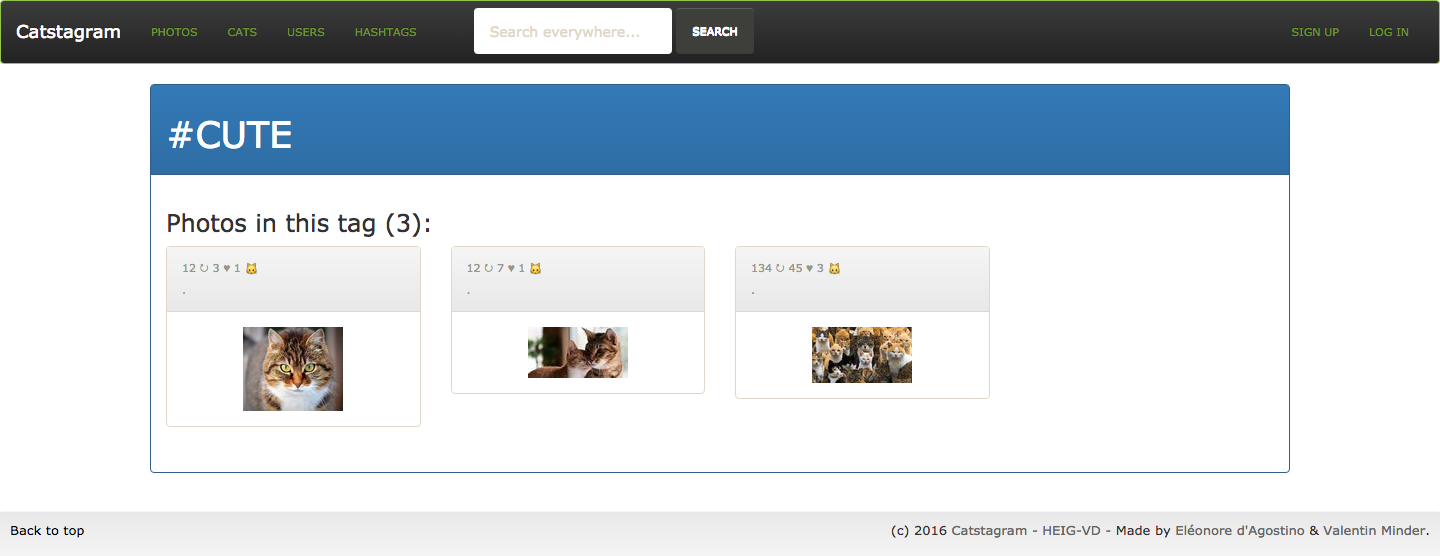 Catstagram PHOTOS CATS USERS HASHTAGS Search everywhere... SEARCH SIGN UP LOG IN
#CUTE
Photos in this tag (3):
12 ↻ 3 ♥ 1 🐱
.
12 ↻ 7 ♥ 1 🐱
.
134 ↻ 45 ♥ 3 🐱
.
Back to top (c) 2016 Catstagram - HEIG-VD - Made by Eléonore d'Agostino & Valentin Minder.